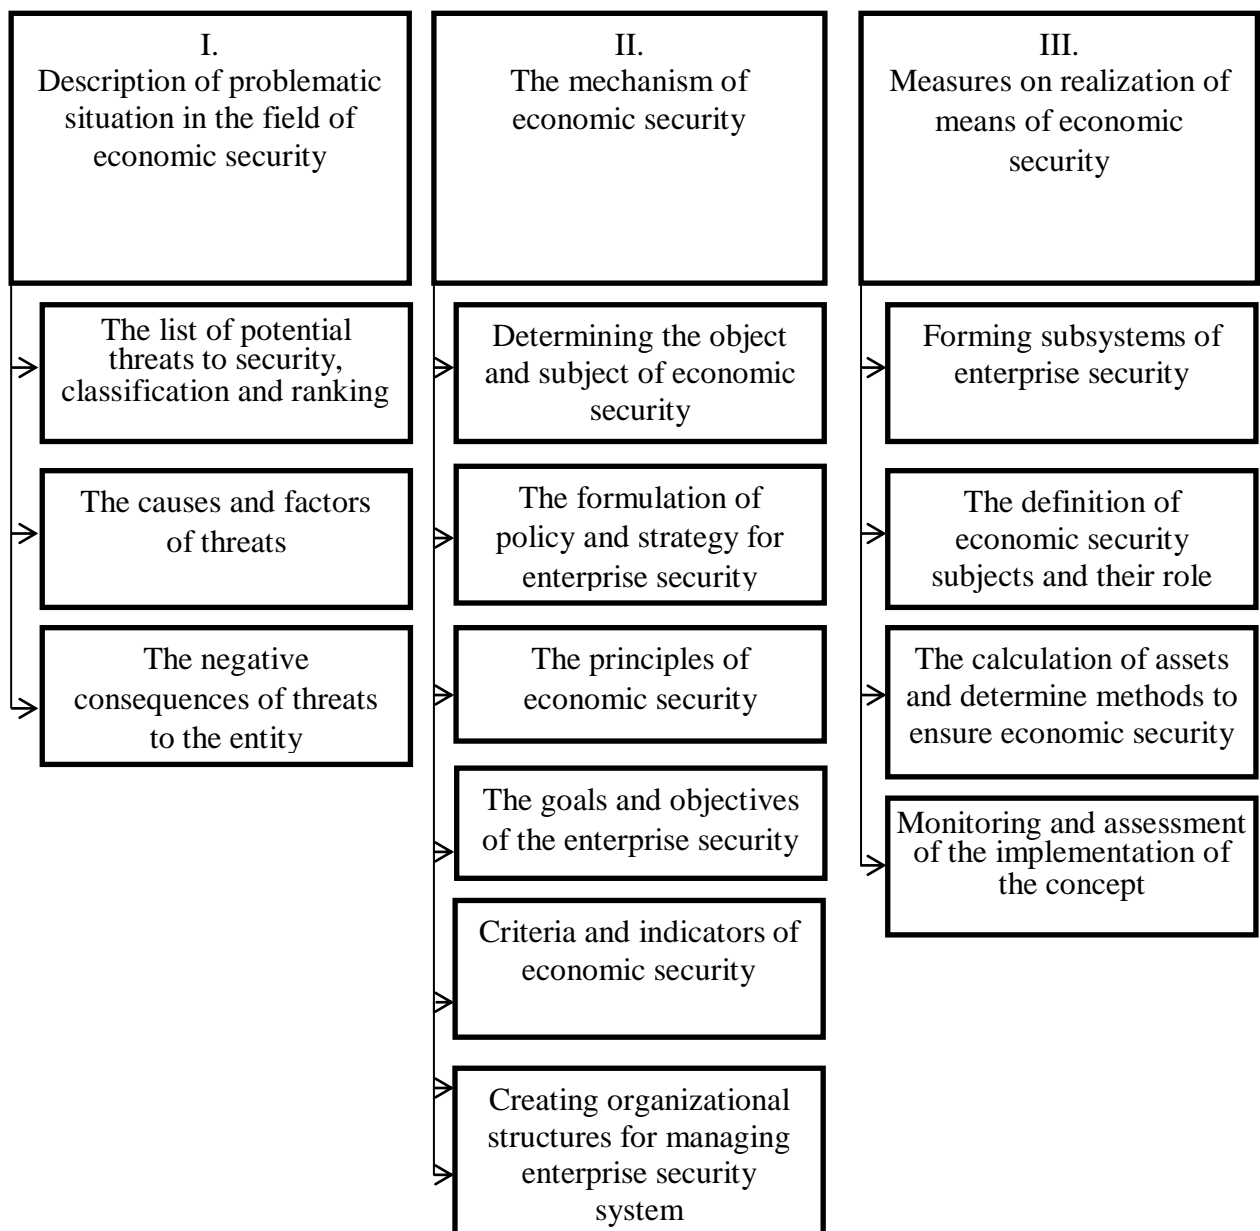 I.
Description of problematic
situation in the field of
economic security
The list of potential
threats to security,
classification and ranking
The causes and factors
of threats
The negative
consequences of threats
to the entity
II.
The mechanism of
economic security
Determining the object
and subject of economic
security
The formulation of
policy and strategy for
enterprise security
The principles of
economic security
The goals and objectives
of the enterprise security
Criteria and indicators of
economic security
Creating organizational
structures for managing
enterprise security
system
III.
Measures on realization of
means of economic
security
Forming subsystems of
enterprise security
The definition of
economic security
subjects and their role
The calculation of assets
and determine methods to
ensure economic security
Monitoring and assessment
of the implementation of
the concept